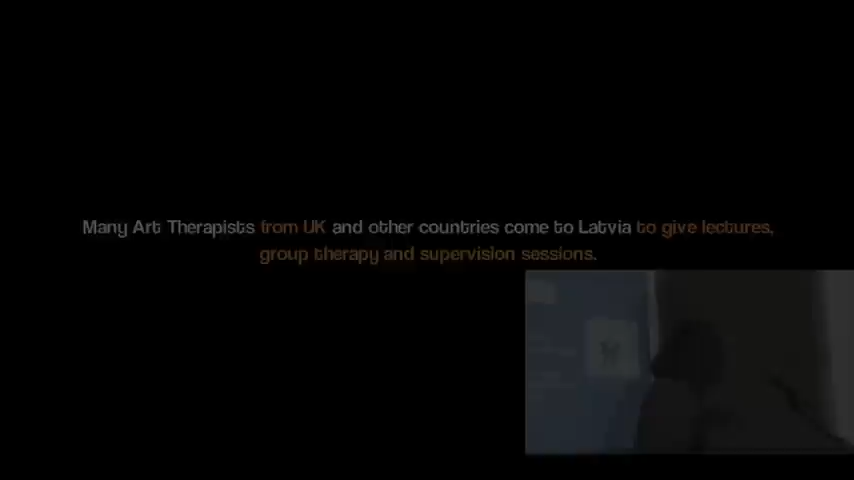 Many Art Therapists from UK and other countries come to Latvia to give lectures,
group therapy and supervision sessions.